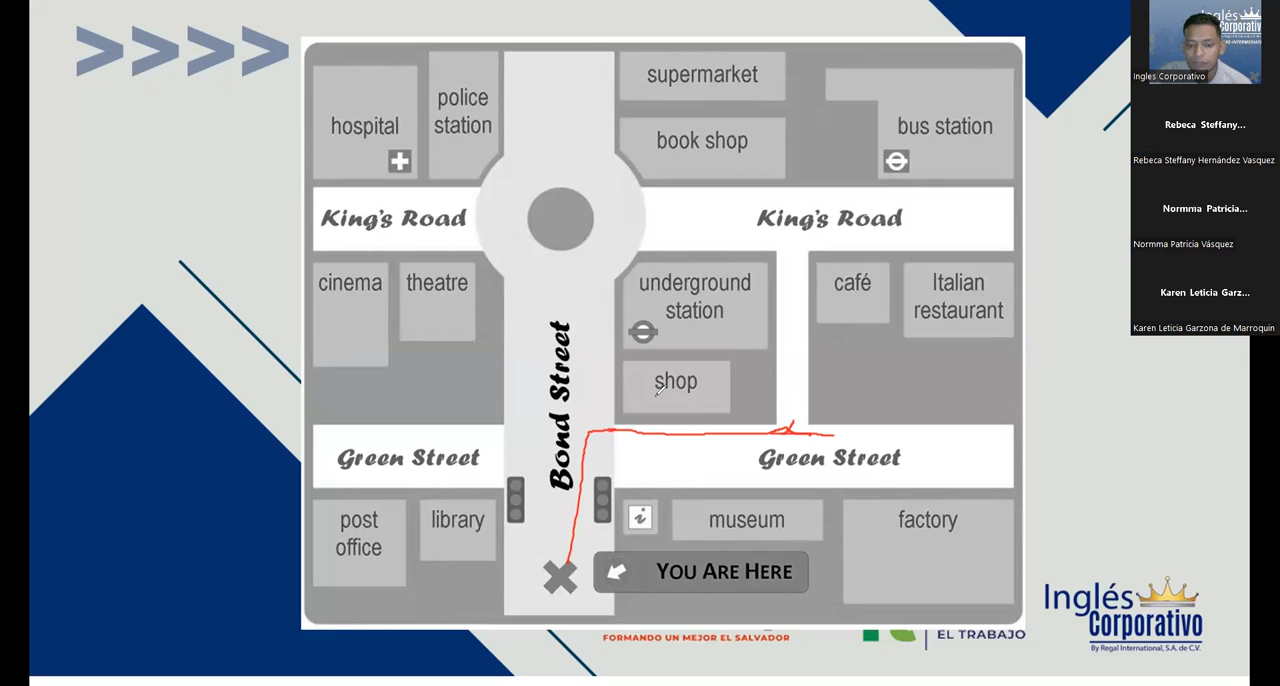 >>>>
hospital
police
station
supermarket
book shop
bus station
King's Road
King's Road
cinema
theatre
underground
station
café
Italian
restaurant
shop
Bond Street
Green Street
Green Street
post
office
library
i
museum
factory
YOU ARE HERE
FORMANDO UN MEJOR EL SALVADOR
EL TRABAJO
Inglés
Corporativo
By Regal International, S.A. de C.V.
Ingles Corporativo
Rebeca Steffany...
Rebeca Steffany Hernández Vasquez
Normma Patricia...
Normma Patricia Vásquez
Karen Leticia Garz...
Karen Leticia Garzona de Marroquin